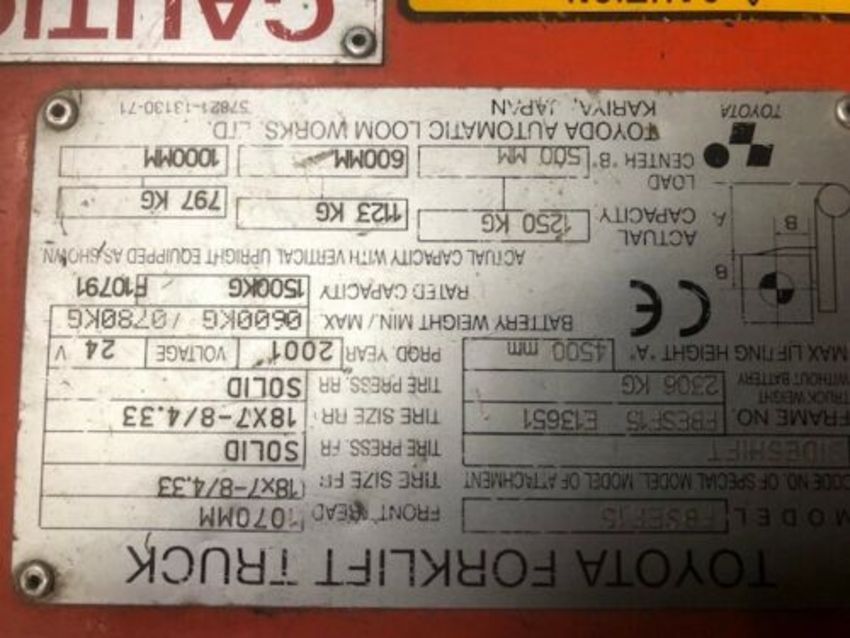 TOYOTA FORKLIFT TRUCK
MODEL FBSEF15 FRONT TREAD 1070MM
CODE NO. OF SPECIAL MODEL. MODEL OF ATTACHMENT TIRE SIZE FR 18x7-8/4.33
SIDESHIFT TIRE PRESS. FR SOLID
FRAME NO. FBESF15 E13651 TIRE SIZE RR 18X7-8/4.33
TRUCK WEIGHT WITHOUT BATTERY 2306 KG TIRE PRESS. RR SOLID
MAX LIFTING HEIGHT "A" 4500 mm PROD. YEAR 2001 VOLTAGE 24 V
BATTERY WEIGHT MIN./MAX. 0600KG / 0780KG
CE RATED CAPACITY 1500KG F10791
B
ACTUAL CAPACITY WITH VERTICAL UPRIGHT EQUIPPED AS SHOWN
B
A
ACTUAL CAPACITY 1250 KG 1123 KG 797 KG
LOAD CENTER "B" 500 MM 600MM 1000MM
TOYOTA
TOYODA AUTOMATIC LOOM WORKS, LTD.
KARIYA, JAPAN 57821-13130-71
CAUTION